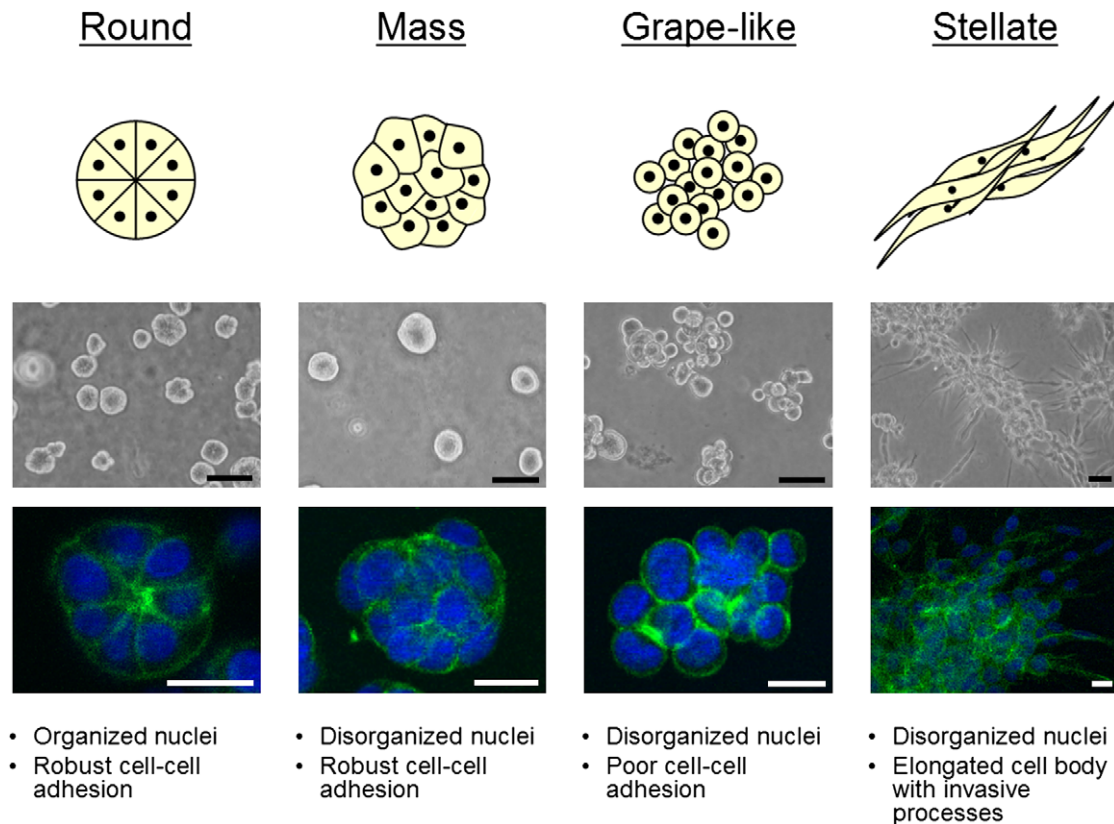 Round
Mass
Grape-like
Stellate
• Organized nuclei
• Robust cell-cell
adhesion
• Disorganized nuclei
• Robust cell-cell
adhesion
• Disorganized nuclei
• Poor cell-cell
adhesion
• Disorganized nuclei
• Elongated cell body
with invasive
processes